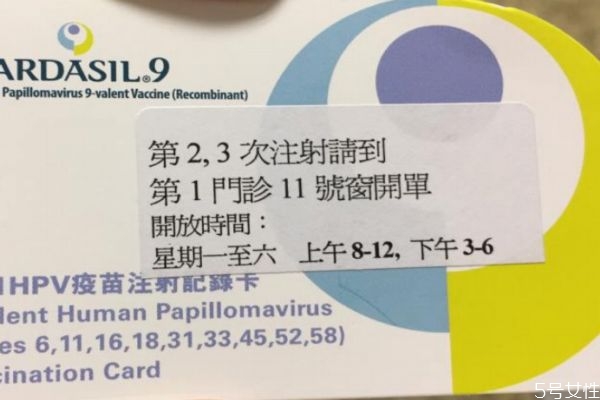 ARDASIL®9
Papillomavirus 9-valent Vaccine (Recombinant)
第 2, 3 次注射請到
第 1 門診 11 號窗開單
開放時間：
星期一至六 上午 8-12, 下午 3-6
HPV疫苗注射記錄卡
lent Human Papillomavirus
es 6,11,16,18,31,33,45,52,58)
cination Card
5号女性